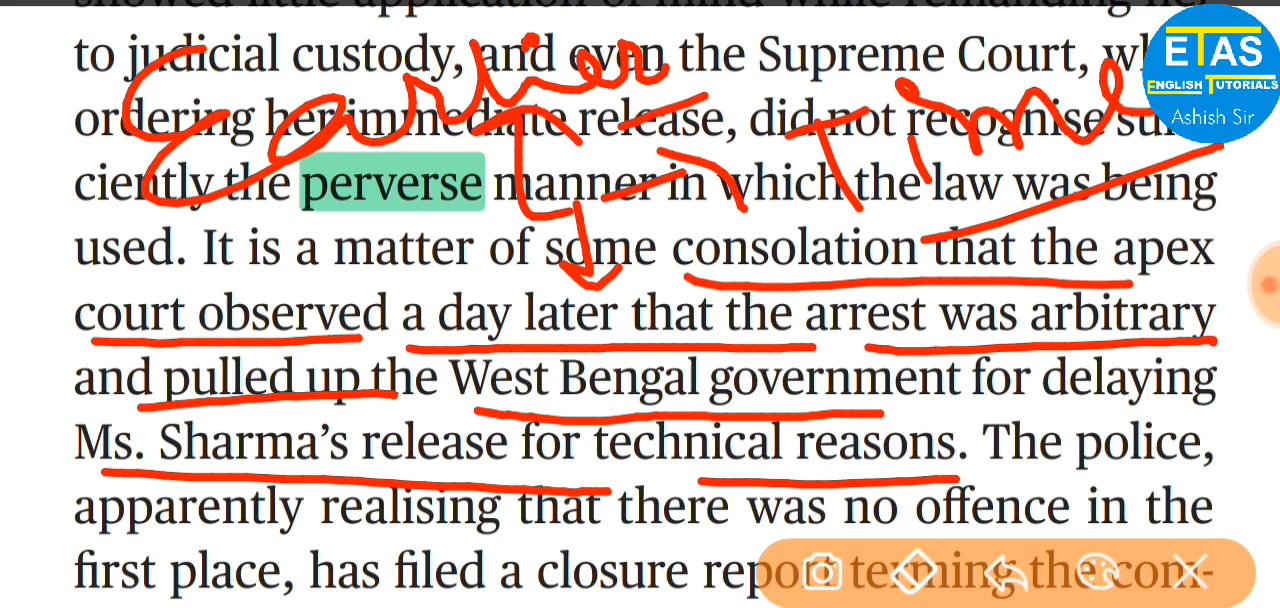 to judicial custody, and even the Supreme Court,
ordering her immediate release, did not recognise
ciently the perverse manner in which the law was being
used. It is a matter of some consolation that the apex
court observed a day later that the arrest was arbitrary
and pulled up the West Bengal government for delaying
Ms. Sharma's release for technical reasons. The police,
apparently realising that there was no offence in the
first place, has filed a closure report terming the com-
Earlier Time
ETAS
ENGLISH TUTORIALS
Ashish Sir